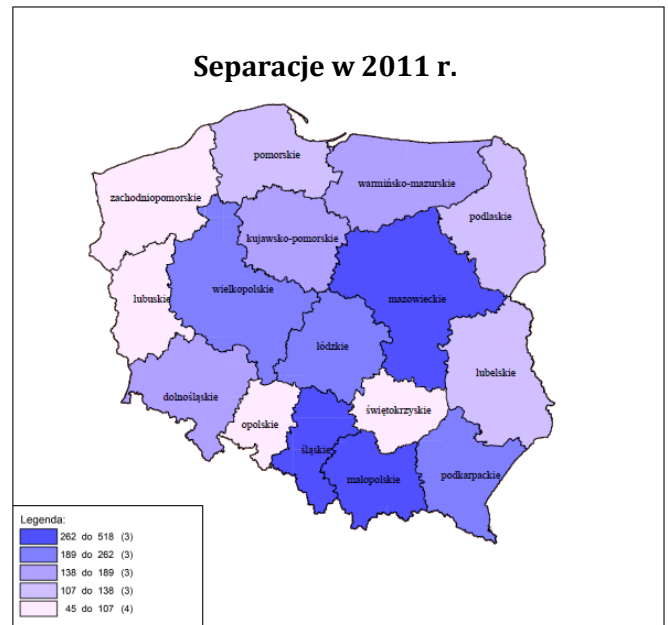 Separacje w 2011 r.
pomorskie
warmińsko-mazurskie
zachodniopomorskie
podlaskie
kujawsko-pomorskie
wielkopolskie
mazowieckie
lubuskie
łódzkie
lubelskie
dolnośląskie
świętokrzyskie
opolskie
śląskie
małopolskie
podkarpackie
Legenda:
262 do 518 (3)
189 do 262 (3)
138 do 189 (3)
107 do 138 (3)
45 do 107 (4)